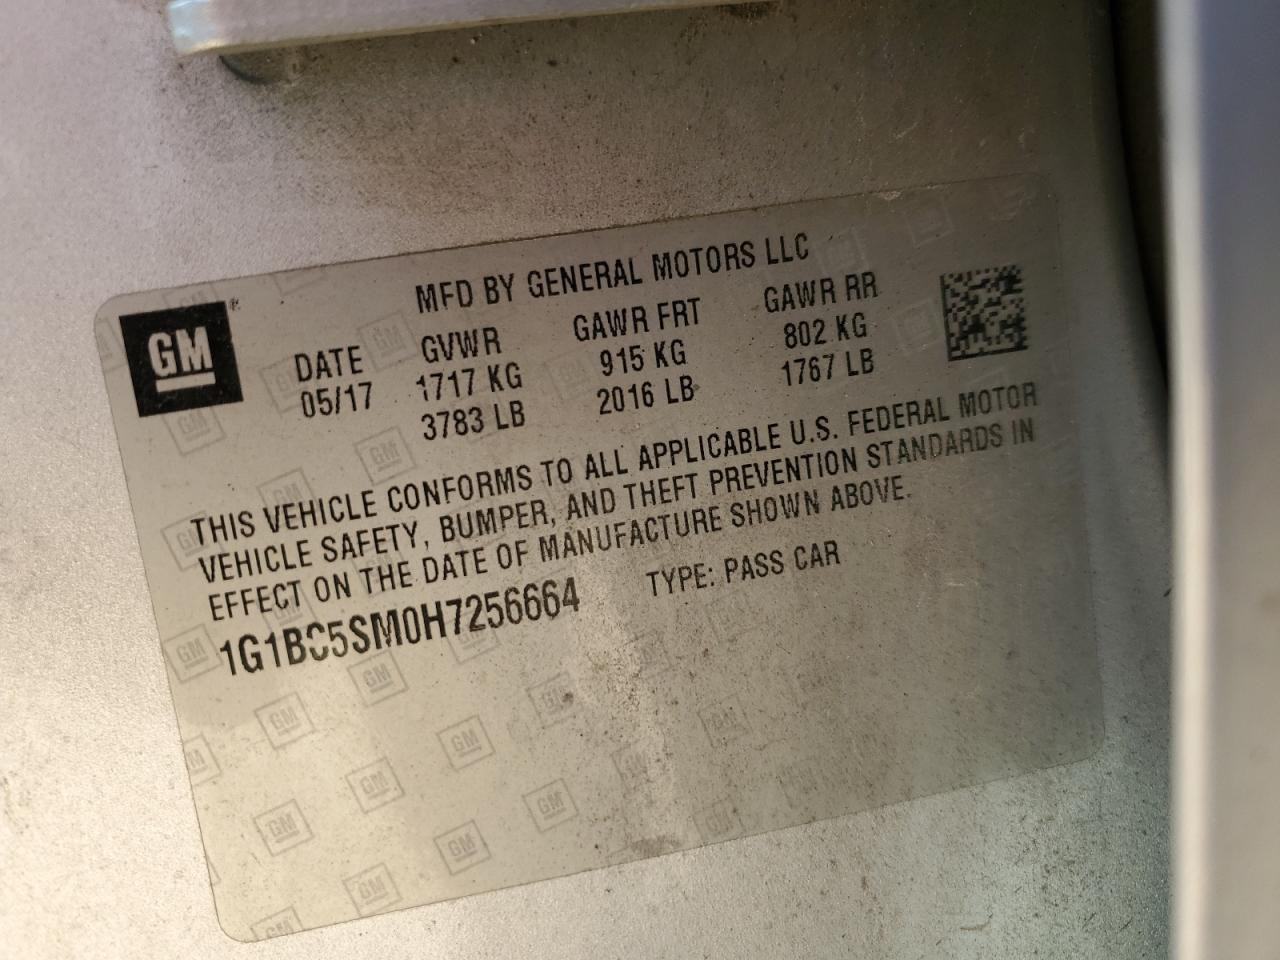 GM®
MFD BY GENERAL MOTORS LLC
DATE GVWR GAWR FRT GAWR RR
05/17 1717 KG 915 KG 802 KG
3783 LB 2016 LB 1767 LB
THIS VEHICLE CONFORMS TO ALL APPLICABLE U.S. FEDERAL MOTOR
VEHICLE SAFETY, BUMPER, AND THEFT PREVENTION STANDARDS IN
EFFECT ON THE DATE OF MANUFACTURE SHOWN ABOVE.
1G1BC5SM0H7256664 TYPE: PASS CAR